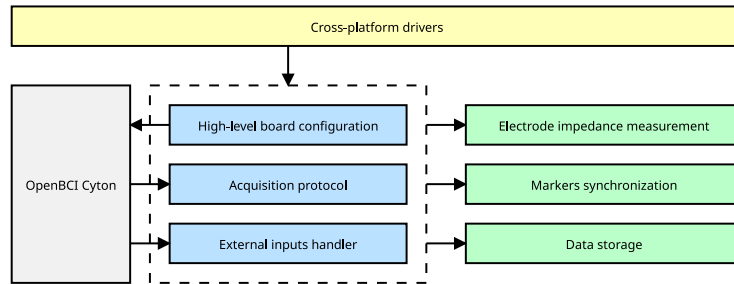 Cross-platform drivers
High-level board configuration
Electrode impedance measurement
OpenBCI Cyton
Acquisition protocol
Markers synchronization
External inputs handler
Data storage